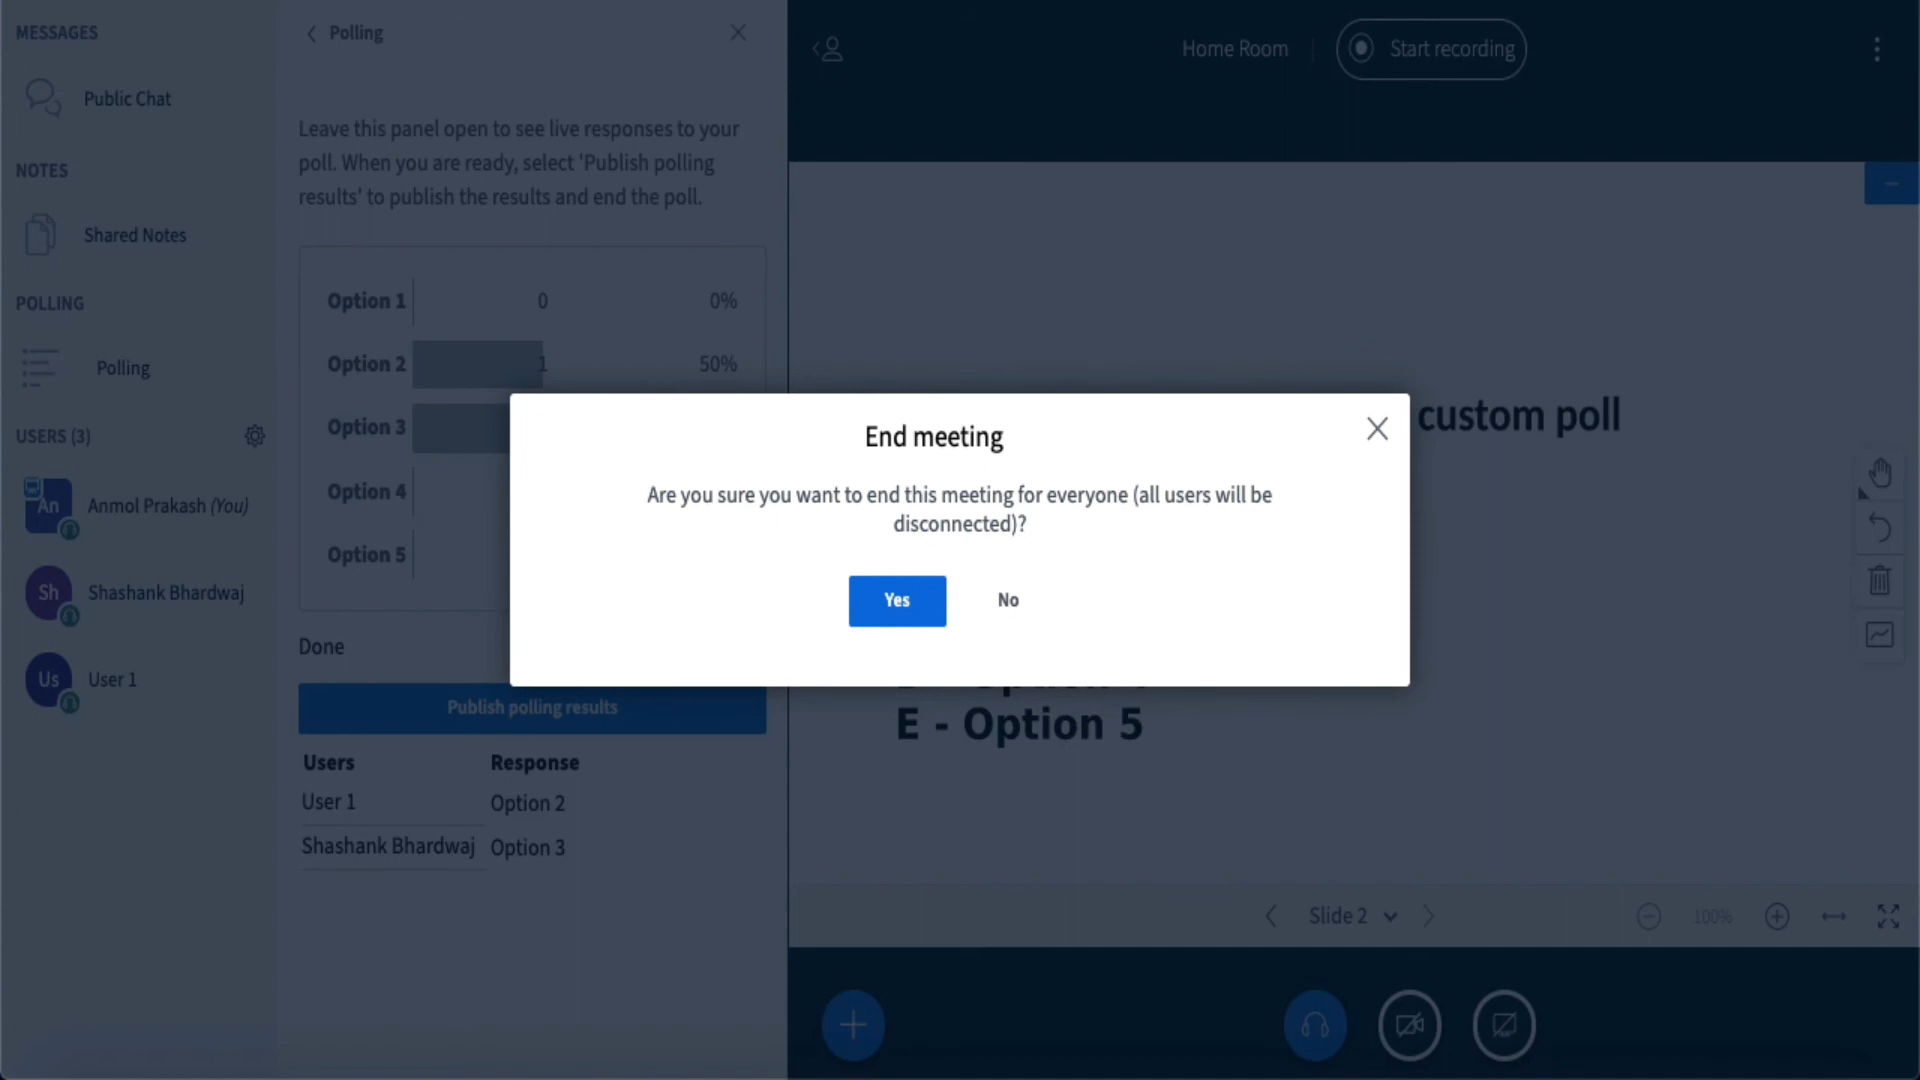 MESSAGES
Public Chat
NOTES
Shared Notes
POLLING
Polling
USERS (3)
An
Anmol Prakash (You)
Sh
Shashank Bhardwaj
Us
User 1
Polling
Leave this panel open to see live responses to your
poll. When you are ready, select 'Publish polling
results' to publish the results and end the poll.
Option 1 0 0%
Option 2 1 50%
Option 3
Option 4
Option 5
Done
Publish polling results
Users Response
User 1 Option 2
Shashank Bhardwaj Option 3
Home Room
Start recording
custom poll
End meeting
Are you sure you want to end this meeting for everyone (all users will be
disconnected)?
Yes
No
E - Option 5
Slide 2
100%